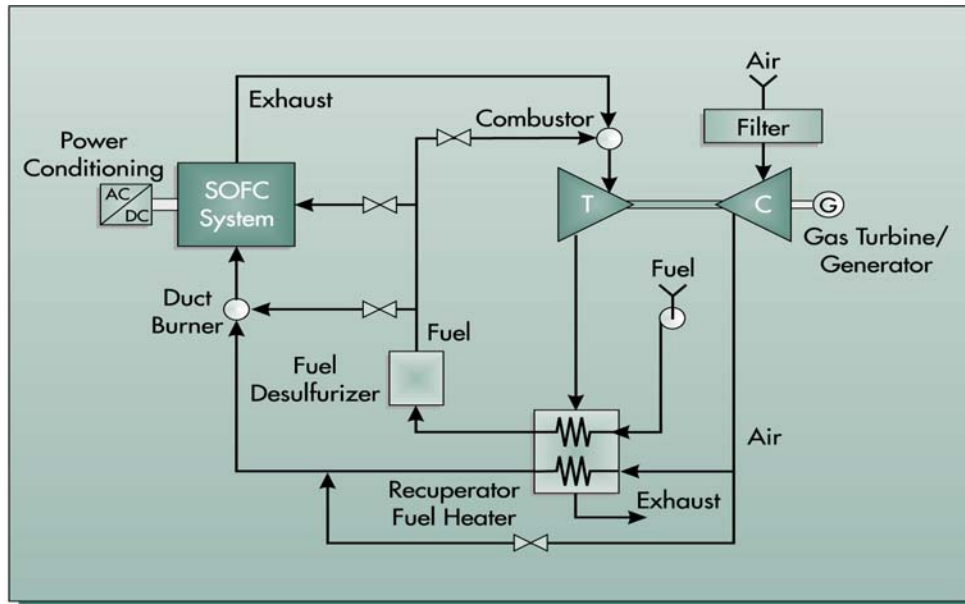 Air
Exhaust
Combustor
Filter
Power
Conditioning
AC
DC
SOFC
System
T
C
G
Gas Turbine/
Generator
Fuel
Duct
Burner
Fuel
Fuel
Desulfurizer
Air
Recuperator
Fuel Heater
Exhaust